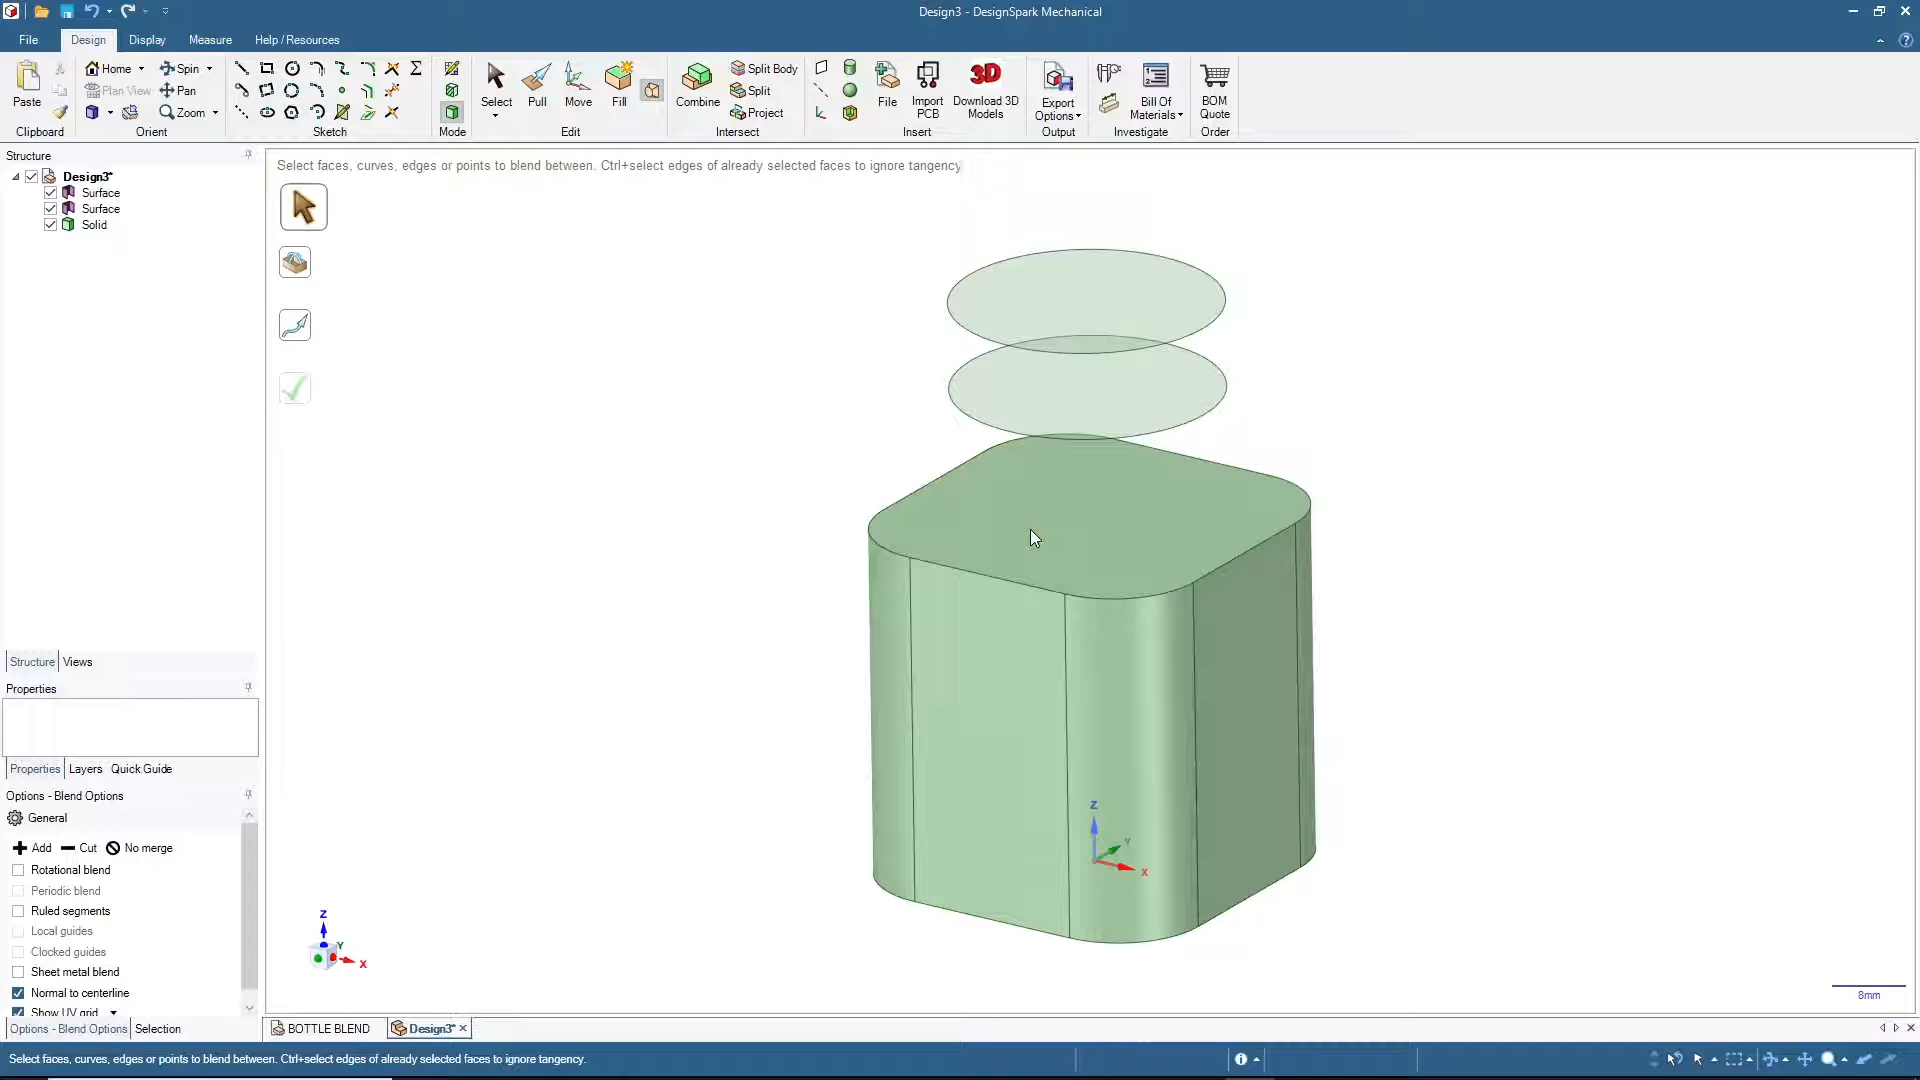 Design3 - DesignSpark Mechanical
File Design Display Measure Help / Resources
Paste
Home Spin
Plan View Pan
Zoom
Select Pull Move Fill
Combine
Split Body
Split
Project
File
Import PCB
Download 3D Models
Export Options
Bill Of Materials
BOM Quote
Clipboard Orient Sketch Mode Edit Intersect Insert Output Investigate Order
Structure
Design3*
Surface
Surface
Solid
Select faces, curves, edges or points to blend between. Ctrl+select edges of already selected faces to ignore tangency
Z
Y
X
Z
Y
X
8mm
Structure Views
Properties
Properties Layers Quick Guide
Options - Blend Options
General
Add Cut No merge
Rotational blend
Periodic blend
Ruled segments
Local guides
Clocked guides
Sheet metal blend
Normal to centerline
Show UV grid
Options - Blend Options Selection
BOTTLE BLEND Design3*
Select faces, curves, edges or points to blend between. Ctrl+select edges of already selected faces to ignore tangency.